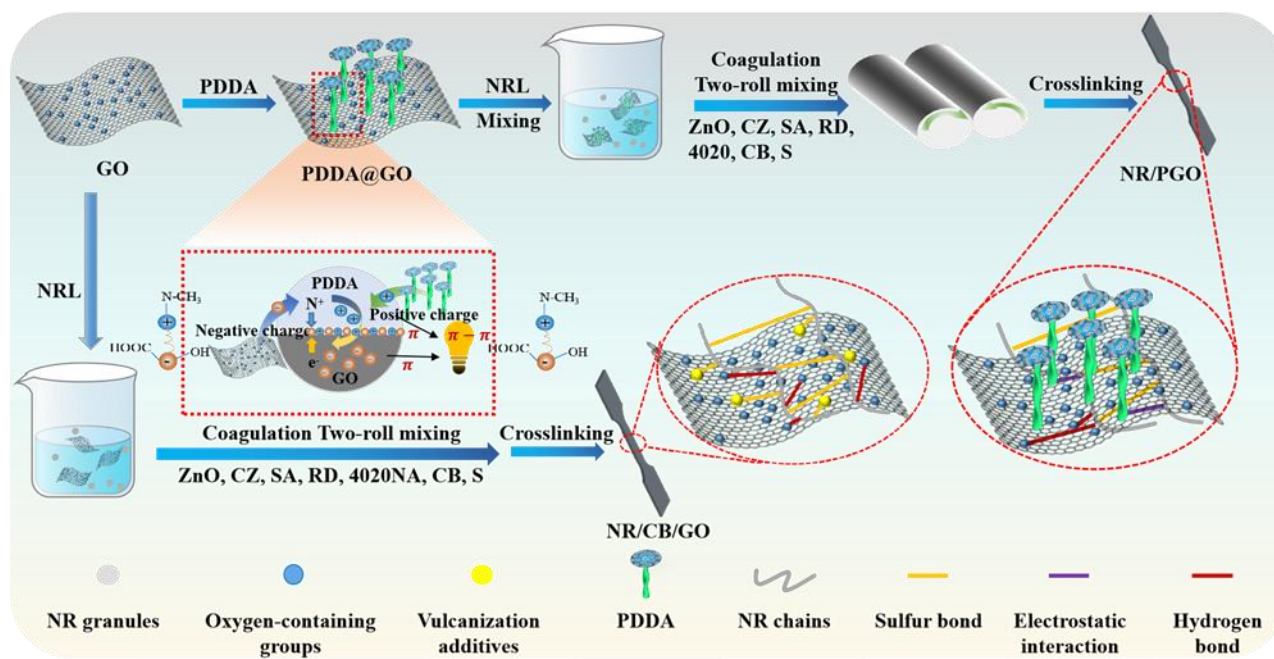 GO
PDDA
PDDA@GO
NRL
Mixing
Coagulation
Two-roll mixing
ZnO, CZ, SA, RD,
4020, CB, S
Crosslinking
NR/PGO
NRL
N-CH₃
+
HOOC
-
OH
PDDA
N⁺
Negative charge
Positive charge
e⁻
GO
π
π
π - π
N-CH₃
+
HOOC
-
OH
Coagulation Two-roll mixing
ZnO, CZ, SA, RD, 4020NA, CB, S
Crosslinking
NR/CB/GO
NR granules
Oxygen-containing
groups
Vulcanization
additives
PDDA
NR chains
Sulfur bond
Electrostatic
interaction
Hydrogen
bond